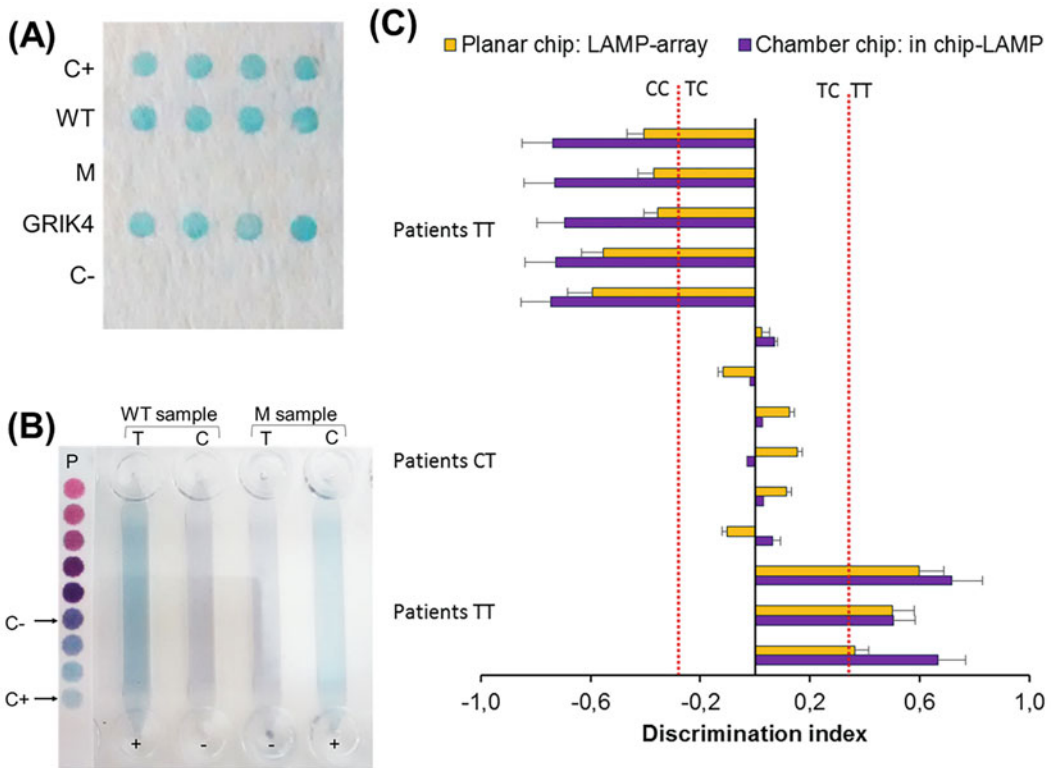 (A)
C+
WT
M
GRIK4
C-
(B)
WT sample M sample
T C T C
P
C-
C+
+ - - +
(C)
Planar chip: LAMP-array Chamber chip: in chip-LAMP
CC TC TC TT
Patients TT
Patients CT
Patients TT
-1,0 -0,6 -0,2 0,2 0,6 1,0
Discrimination index